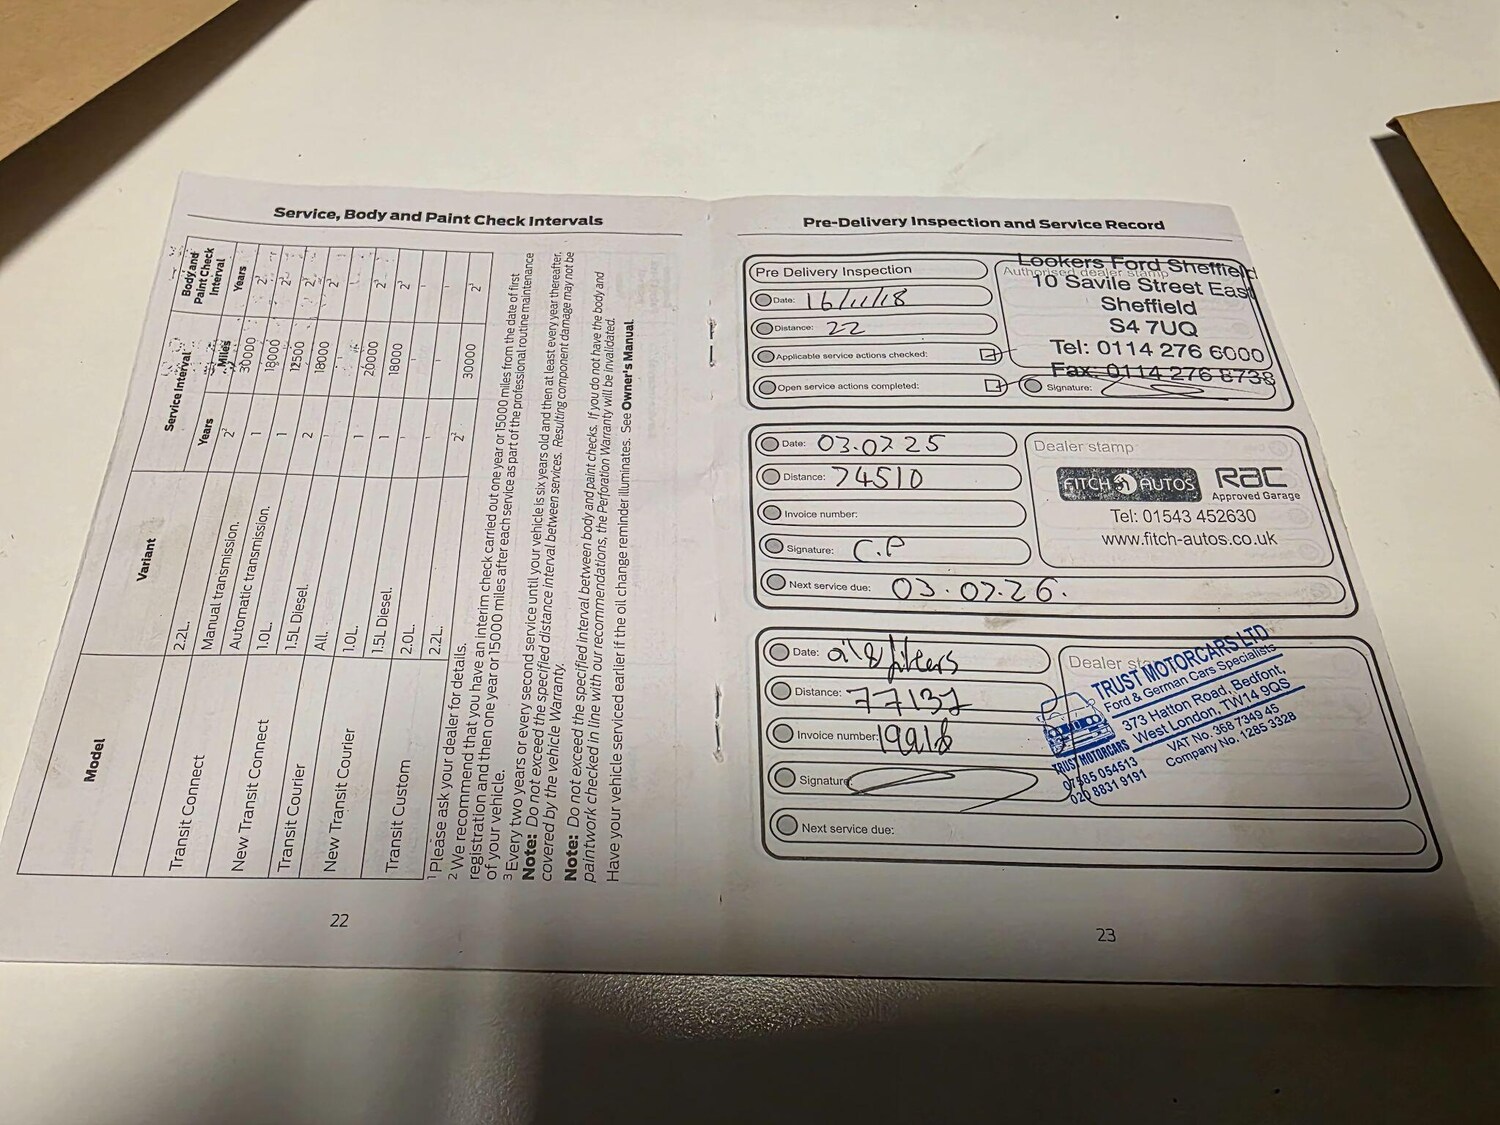 Service, Body and Paint Check Intervals
Model
Variant
Service Interval
Body and Paint Check Interval
Years
Miles
Years
2.2L.
2²
30000
2²
Transit Connect
Manual transmission.
1
18000
2²
Automatic transmission.
1
12500
2²
New Transit Connect
1.0L.
2
18000
2²
1.5L Diesel.
-
Transit Courier
All.
1
20000
2²
New Transit Courier
1.0L.
1
18000
2²
1.5L Diesel.
-
-
-
Transit Custom
2.0L.
-
-
-
2.2L.
2²
30000
2²
¹ Please ask your dealer for details.
² We recommend that you have an interim check carried out one year or 15000 miles from the date of first
registration and then one year or 15000 miles after each service as part of the professional routine maintenance
of your vehicle.
³ Every two years or every second service until your vehicle is six years old and then at least every year thereafter.
Note: Do not exceed the specified distance interval between services. Resulting component damage may not be
covered by the vehicle Warranty.
Note: Do not exceed the specified interval between body and paint checks. If you do not have the body and
paintwork checked in line with our recommendations, the Perforation Warranty will be invalidated.
Have your vehicle serviced earlier if the oil change reminder illuminates. See Owner's Manual.
22
Pre-Delivery Inspection and Service Record
Pre Delivery Inspection
Date: 16/11/18
Distance: 22
Applicable service actions checked:
Open service actions completed:
Authorised dealer stamp
Lookers Ford Sheffield
10 Savile Street East
Sheffield
S4 7UQ
Tel: 0114 276 6000
Fax: 0114 276 8738
Signature:
Date: 03.07.25
Distance: 74510
Invoice number:
Signature: C.P
Next service due: 03.07.26.
Dealer stamp
FITCH AUTOS
RAC
Approved Garage
Tel: 01543 452630
www.fitch-autos.co.uk
Date: oil & filters
Distance: 77137
Invoice number: 19918
Signature:
Next service due:
Dealer sta
TRUST MOTORCARS LTD
Ford & German Cars Specialists
373 Hatton Road, Bedfont,
West London, TW14 9QS
VAT No. 368 7349 45
Company No. 1285 3328
TRUST MOTORCARS
07585 054513
020 8831 9191
23